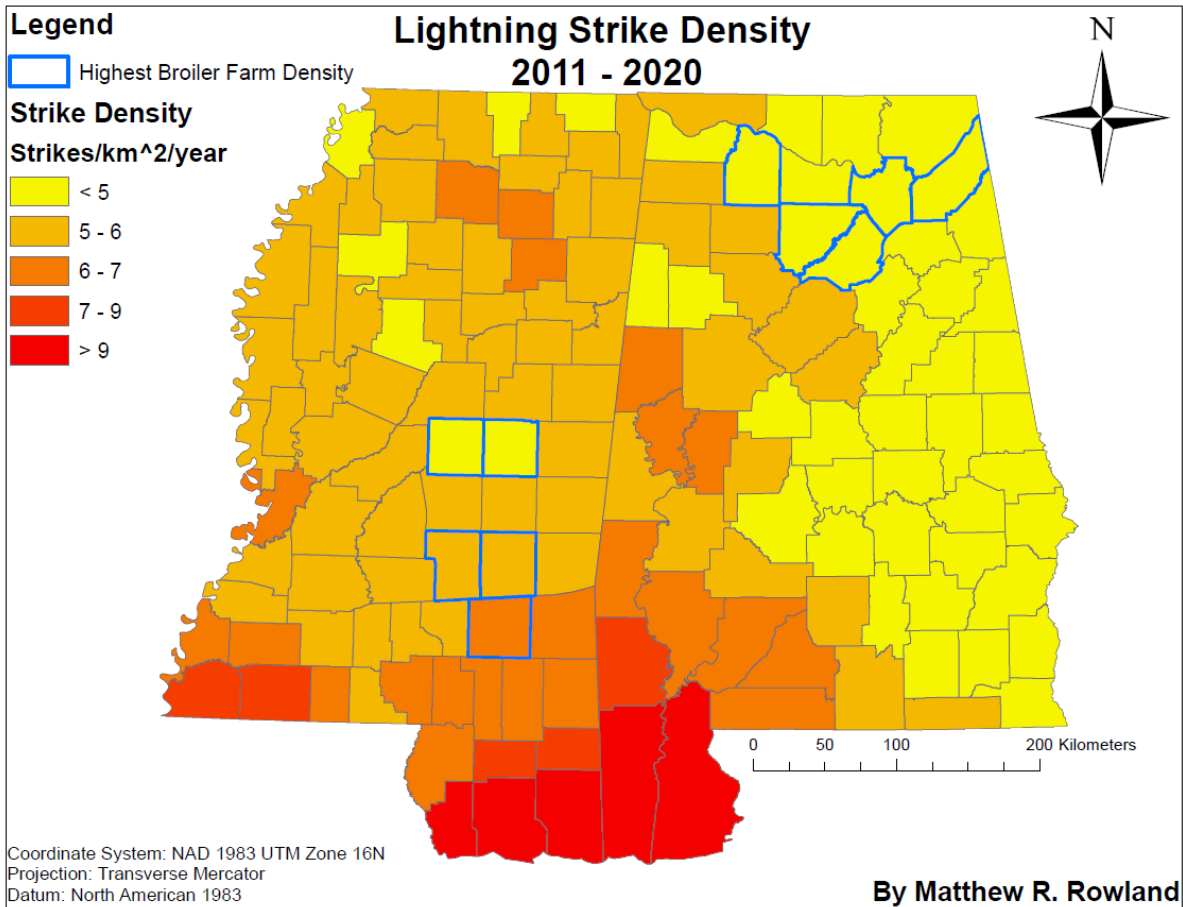 Legend
Highest Broiler Farm Density
Strike Density
Strikes/km^2/year
< 5
5 - 6
6 - 7
7 - 9
> 9
Lightning Strike Density
2011 - 2020
N
0 50 100 200 Kilometers
Coordinate System: NAD 1983 UTM Zone 16N
Projection: Transverse Mercator
Datum: North American 1983
By Matthew R. Rowland